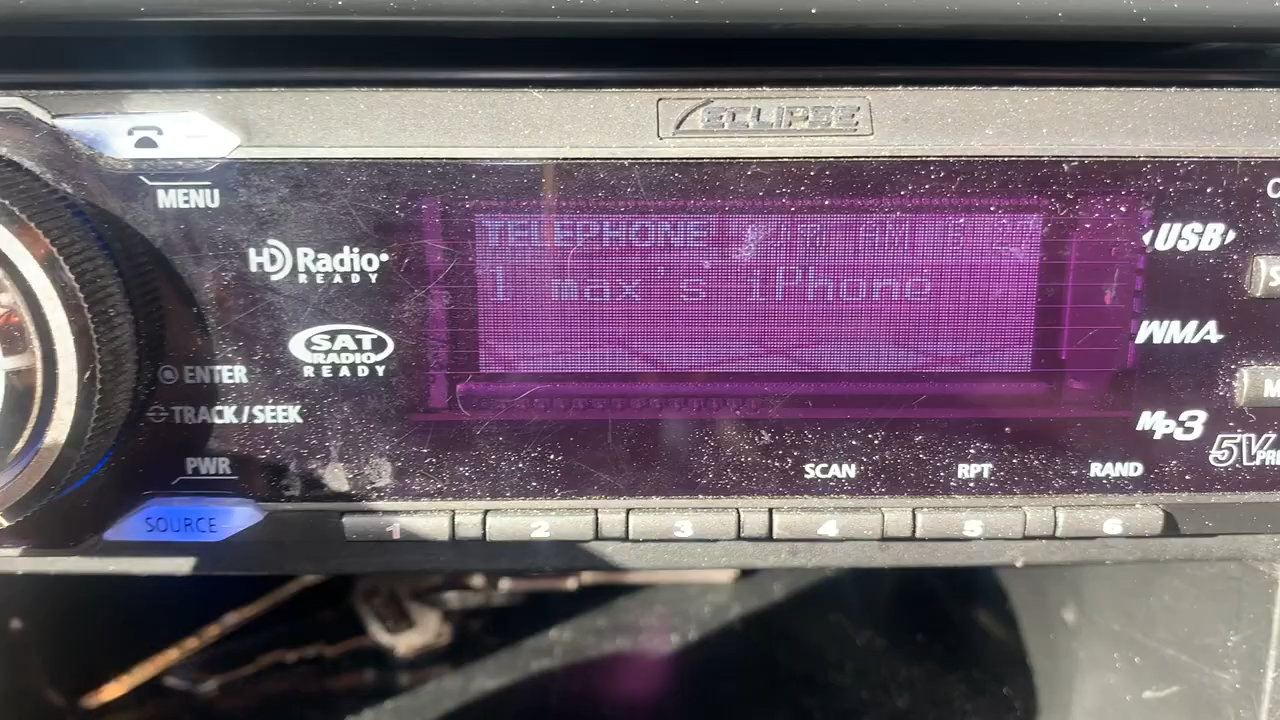 ECLIPSE
MENU
HD Radio
READY
SAT
RADIO
READY
ENTER
TRACK / SEEK
PWR
SOURCE
TELEPHONE
1 max s iPhone
USB
WMA
MP3
5V
SCAN
RPT
RAND
1
2
3
4
5
6